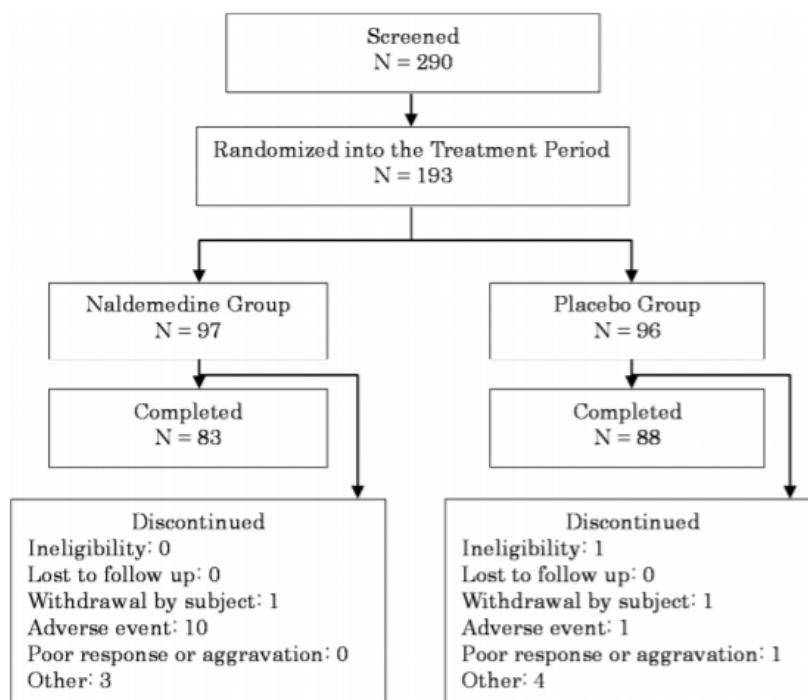 Screened
N = 290
Randomized into the Treatment Period
N = 193
Naldemedine Group
N = 97
Placebo Group
N = 96
Completed
N = 83
Completed
N = 88
Discontinued
Ineligibility: 0
Lost to follow up: 0
Withdrawal by subject: 1
Adverse event: 10
Poor response or aggravation: 0
Other: 3
Discontinued
Ineligibility: 1
Lost to follow up: 0
Withdrawal by subject: 1
Adverse event: 1
Poor response or aggravation: 1
Other: 4